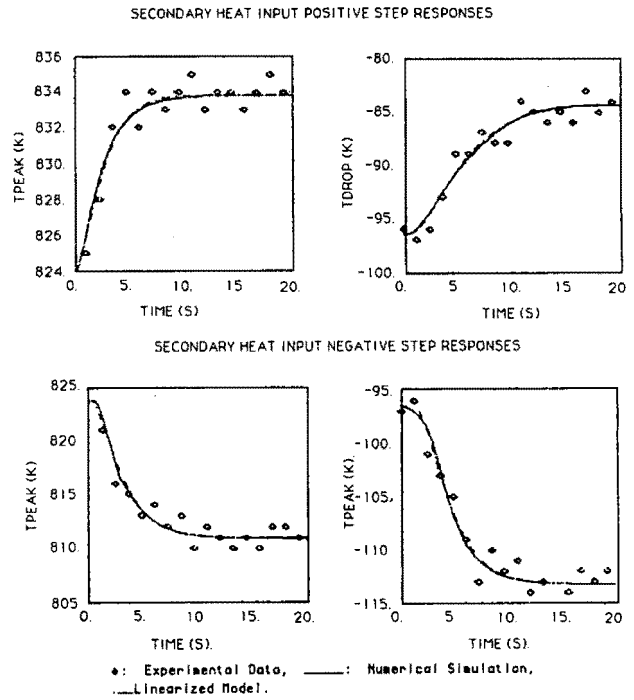 SECONDARY HEAT INPUT POSITIVE STEP RESPONSES
836
834
832
830
828
826
824
TPEAK (K)
0. 5. 10. 15. 20.
TIME (S)
-80.
-85.
-90.
-95.
-100.
TDROP (K)
0. 5. 10. 15. 20.
TIME (S)
SECONDARY HEAT INPUT NEGATIVE STEP RESPONSES
825
820
815
810
805
TPEAK (K)
0. 5. 10. 15. 20.
TIME (S).
-95.
-100.
-105.
-110.
-115.
TPEAK (K).
0. 5. 10. 15. 20.
TIME (S).
: Experimental Data, ———: Numerical Simulation,
.....Linearized Model.